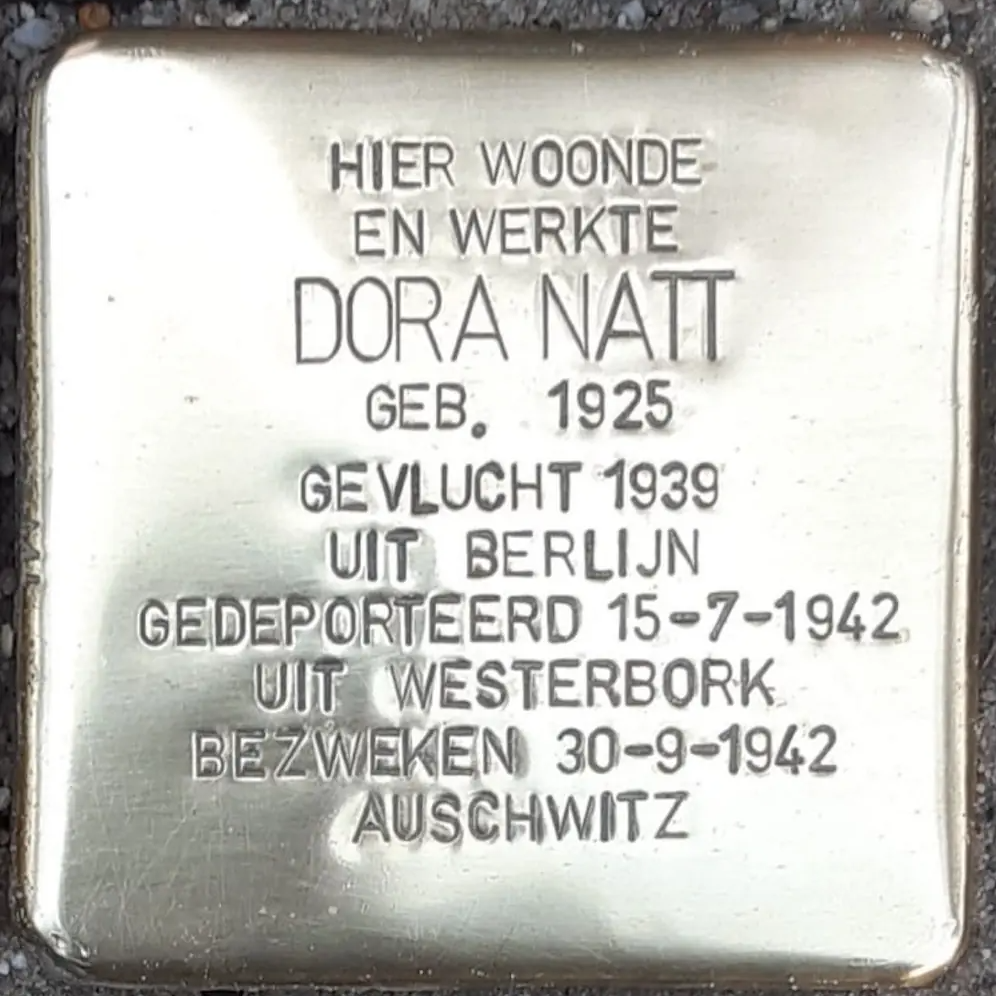 HIER WOONDE
EN WERKTE
DORA NATT
GEB. 1925
GEVLUCHT 1939
UIT BERLIJN
GEDEPORTEERD 15-7-1942
UIT WESTERBORK
BEZWEKEN 30-9-1942
AUSCHWITZ